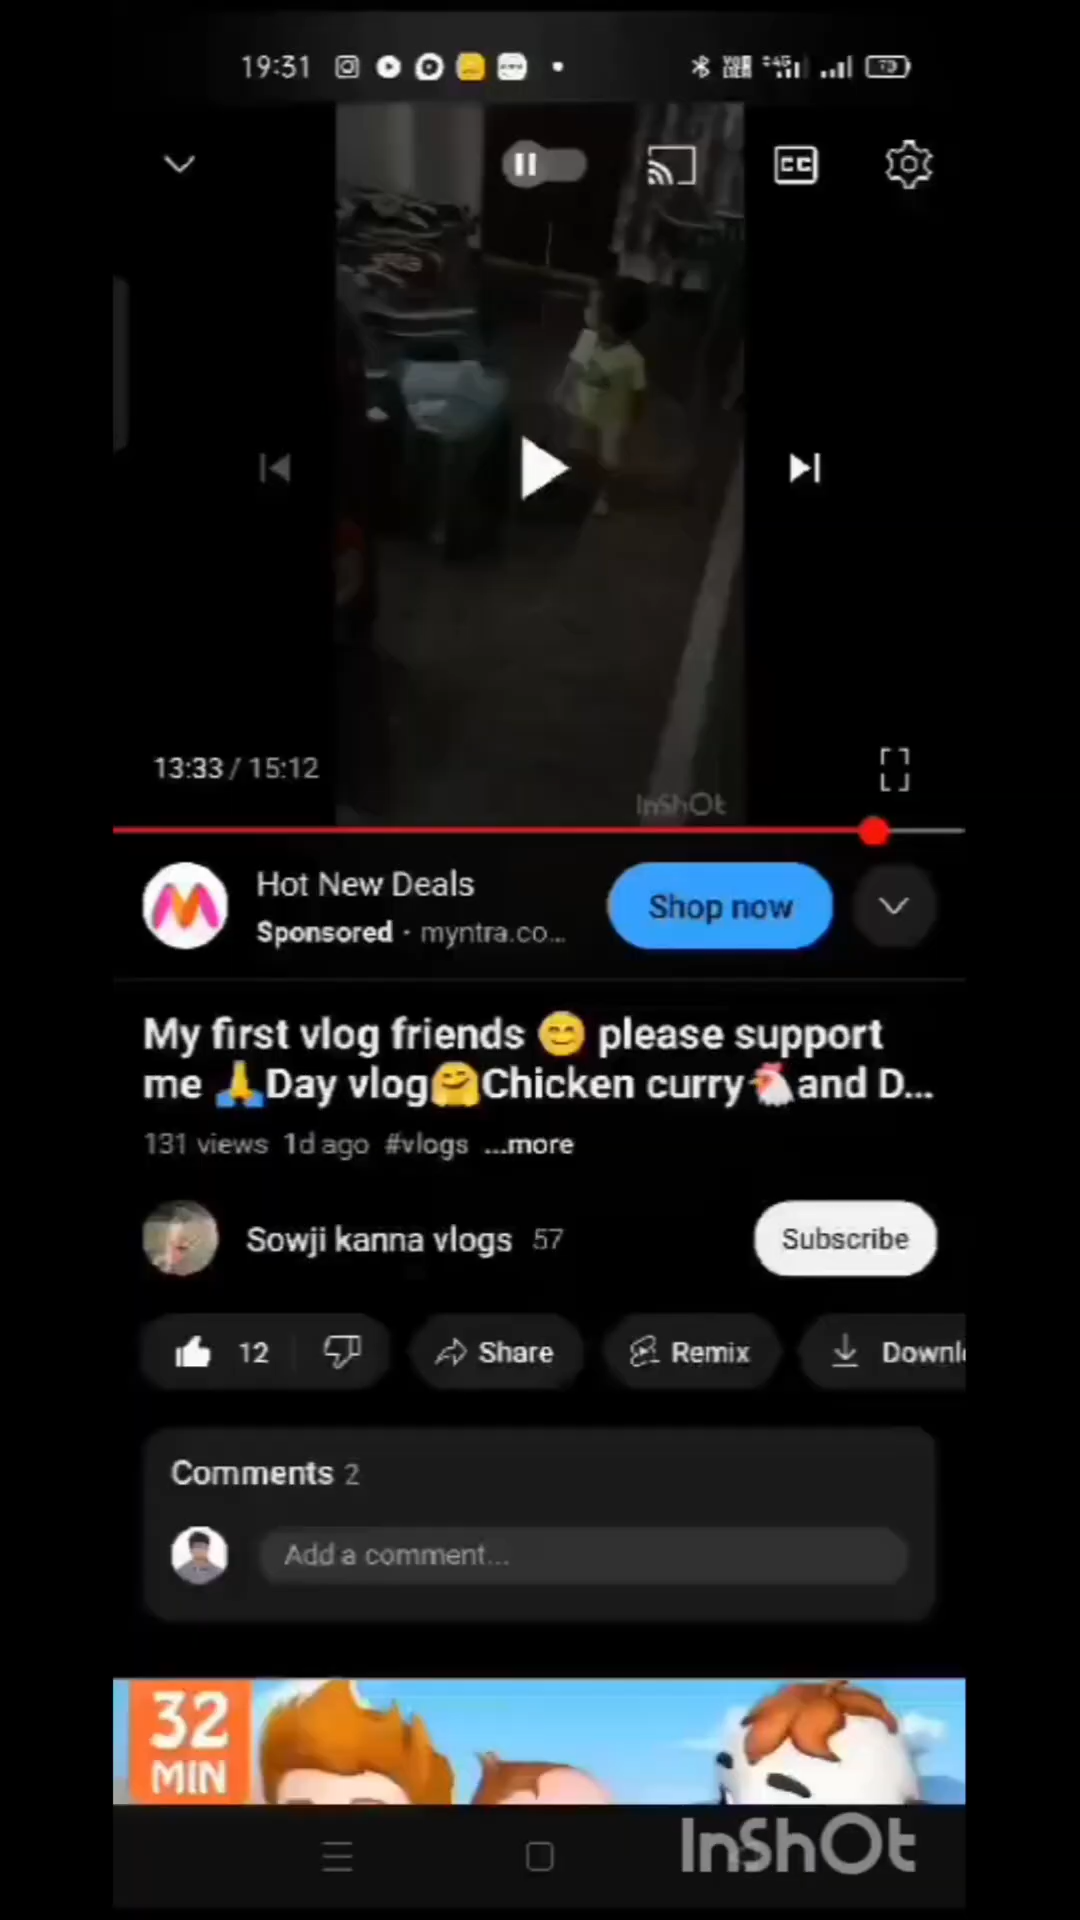 19:31
73
CC
13:33 / 15:12
InShOt
Hot New Deals
Sponsored · myntra.co...
Shop now
My first vlog friends 😊 please support
me 🙏Day vlog🤗Chicken curry🐔and D...
131 views 1d ago #vlogs ...more
Sowji kanna vlogs 57
Subscribe
12
Share
Remix
Downl
Comments 2
Add a comment...
32
MIN
InShOt